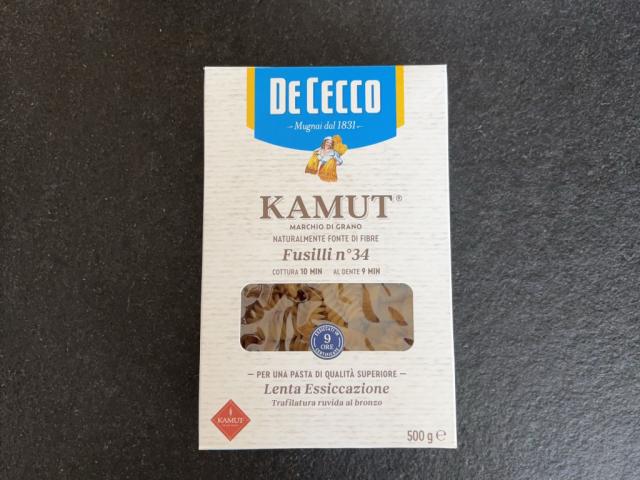 DE CECCO
Mugnai dal 1831
KAMUT®
MARCHIO DI GRANO
NATURALMENTE FONTE DI FIBRE
Fusilli n°34
COTTURA 10 MIN AL DENTE 9 MIN
9
ORE
— PER UNA PASTA DI QUALITÀ SUPERIORE —
Lenta Essiccazione
Trafilatura ruvida al bronzo
KAMUT
500 g ℮